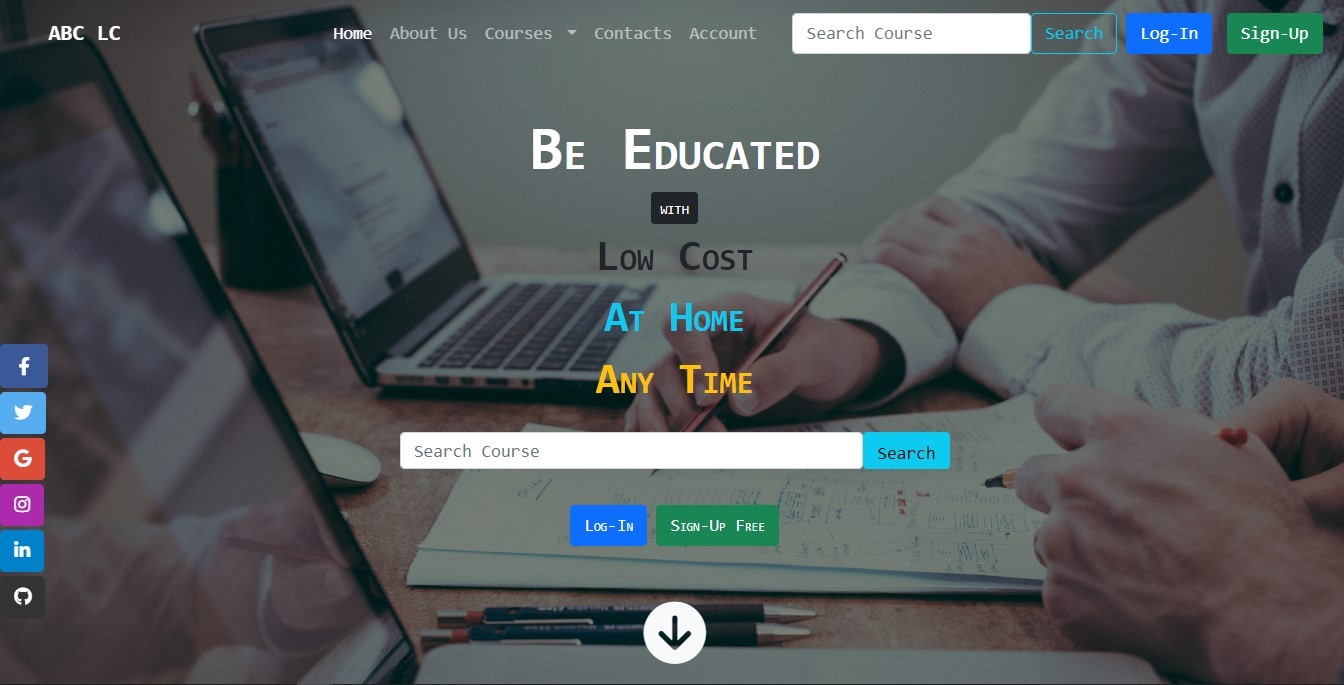 ABC LC Home About Us Courses Contacts Account Search Course Search Log-In Sign-Up
Be Educated
with
Low Cost
At Home
Any Time
Search Course Search
Log-In Sign-Up Free